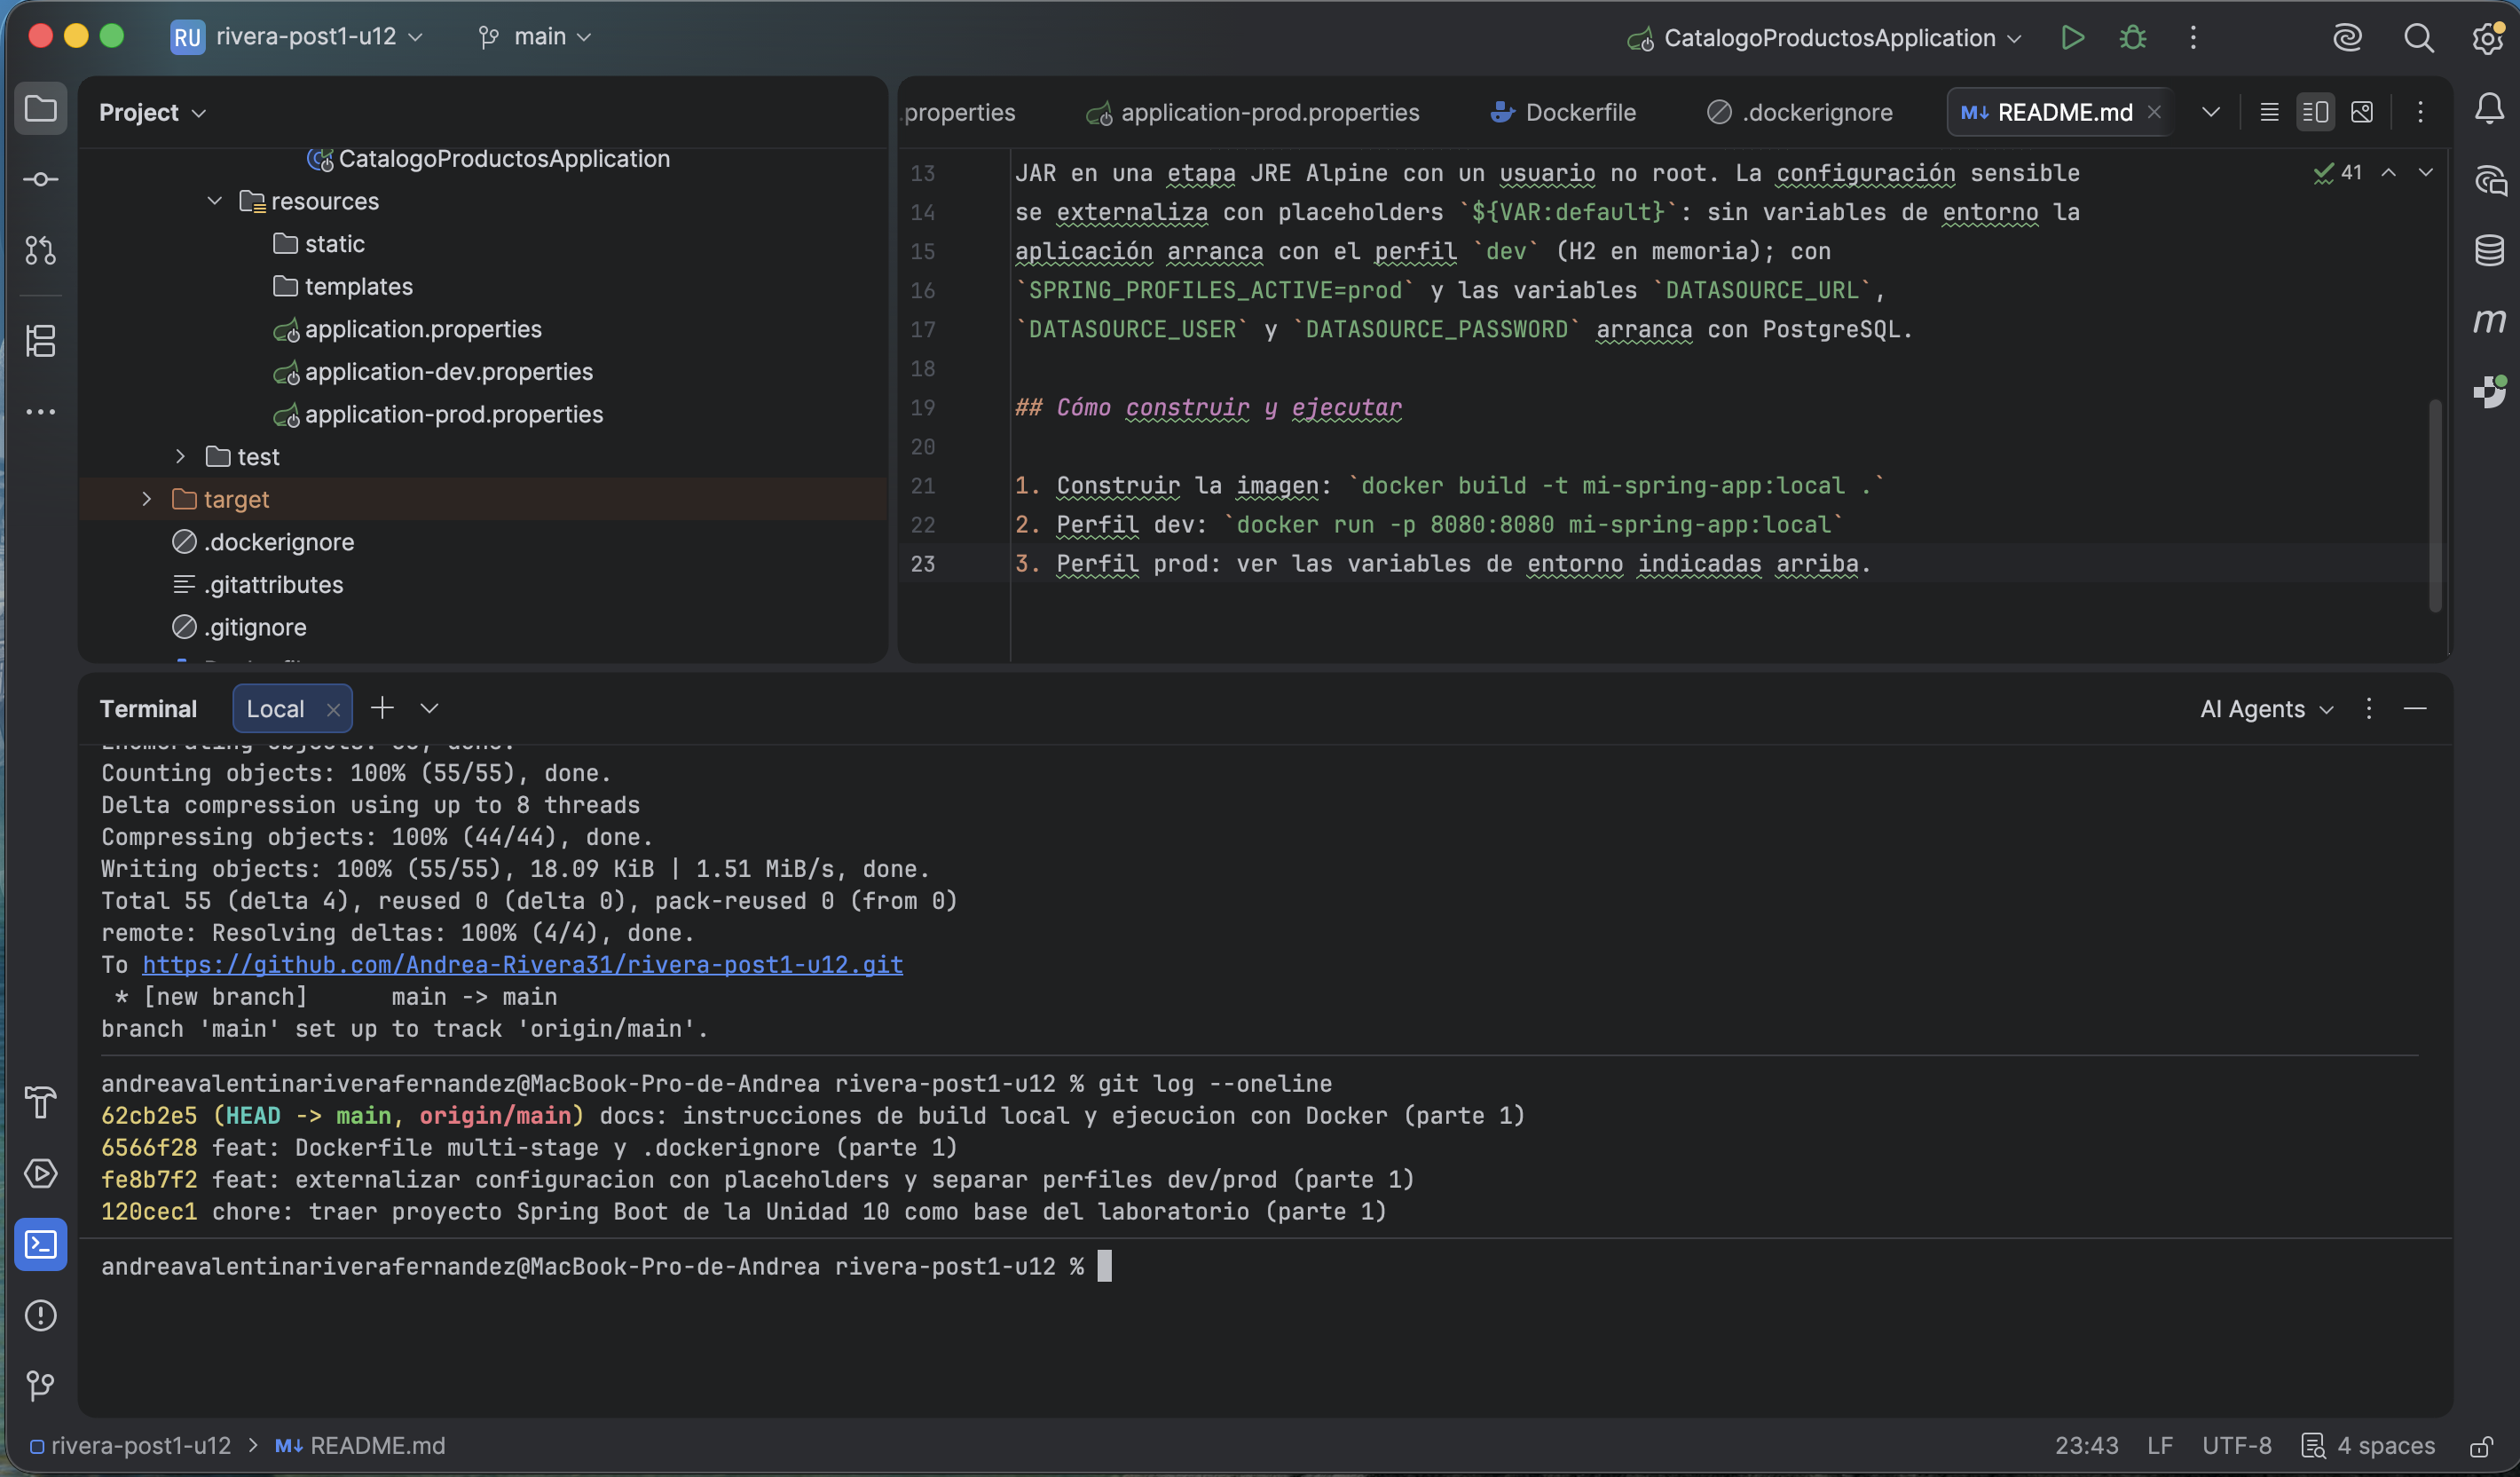 RU rivera-post1-u12 main CatalogoProductosApplication
Project
.properties application-prod.properties Dockerfile .dockerignore M↓ README.md
CatalogoProductosApplication
resources
static
templates
application.properties
application-dev.properties
application-prod.properties
test
target
.dockerignore
.gitattributes
.gitignore
41
13 JAR en una etapa JRE Alpine con un usuario no root. La configuración sensible
14 se externaliza con placeholders `${VAR:default}`: sin variables de entorno la
15 aplicación arranca con el perfil `dev` (H2 en memoria); con
16 `SPRING_PROFILES_ACTIVE=prod` y las variables `DATASOURCE_URL`,
17 `DATASOURCE_USER` y `DATASOURCE_PASSWORD` arranca con PostgreSQL.
18
19 ## Cómo construir y ejecutar
20
21 1. Construir la imagen: `docker build -t mi-spring-app:local .`
22 2. Perfil dev: `docker run -p 8080:8080 mi-spring-app:local`
23 3. Perfil prod: ver las variables de entorno indicadas arriba.
Terminal Local AI Agents
Counting objects: 100% (55/55), done.
Delta compression using up to 8 threads
Compressing objects: 100% (44/44), done.
Writing objects: 100% (55/55), 18.09 KiB | 1.51 MiB/s, done.
Total 55 (delta 4), reused 0 (delta 0), pack-reused 0 (from 0)
remote: Resolving deltas: 100% (4/4), done.
To https://github.com/Andrea-Rivera31/rivera-post1-u12.git
* [new branch] main -> main
branch 'main' set up to track 'origin/main'.
andreavalentinariverafernandez@MacBook-Pro-de-Andrea rivera-post1-u12 % git log --oneline
62cb2e5 (HEAD -> main, origin/main) docs: instrucciones de build local y ejecucion con Docker (parte 1)
6566f28 feat: Dockerfile multi-stage y .dockerignore (parte 1)
fe8b7f2 feat: externalizar configuracion con placeholders y separar perfiles dev/prod (parte 1)
120cec1 chore: traer proyecto Spring Boot de la Unidad 10 como base del laboratorio (parte 1)
andreavalentinariverafernandez@MacBook-Pro-de-Andrea rivera-post1-u12 %
rivera-post1-u12 > M↓ README.md 23:43 LF UTF-8 4 spaces